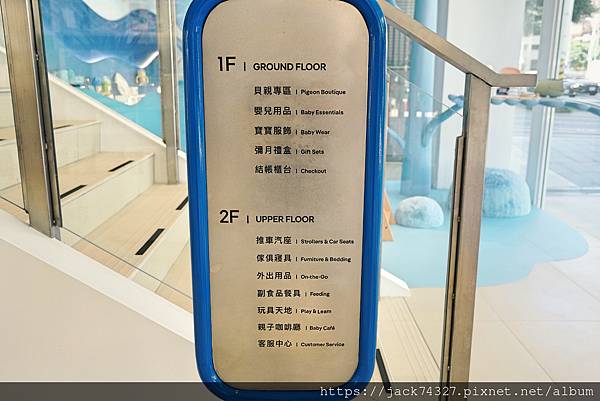 1F | GROUND FLOOR
貝親專區 | Pigeon Boutique
嬰兒用品 | Baby Essentials
寶寶服飾 | Baby Wear
彌月禮盒 | Gift Sets
結帳櫃台 | Checkout
2F | UPPER FLOOR
推車汽座 | Strollers & Car Seats
傢俱寢具 | Furniture & Bedding
外出用品 | On-the-Go
副食品餐具 | Feeding
玩具天地 | Play & Learn
親子咖啡廳 | Baby Café
客服中心 | Customer Service
https://jack74327.pixnet.net/album